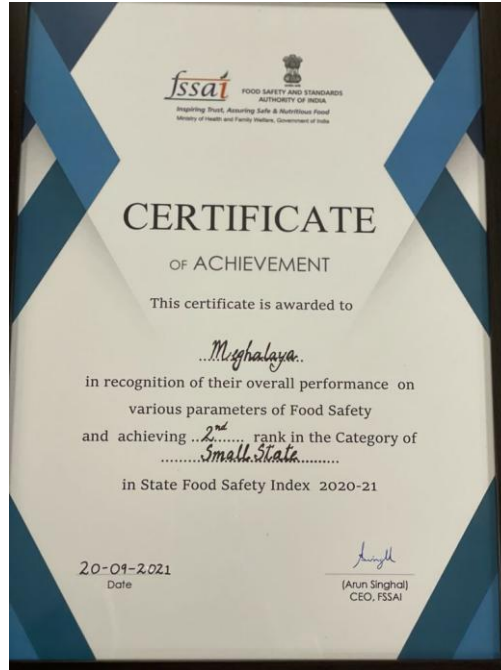 fssai
FOOD SAFETY AND STANDARDS
AUTHORITY OF INDIA
Inspiring Trust, Assuring Safe & Nutritious Food
Ministry of Health and Family Welfare, Government of India
CERTIFICATE
OF ACHIEVEMENT
This certificate is awarded to
...Meghalaya..
in recognition of their overall performance on
various parameters of Food Safety
and achieving ..2nd...... rank in the Category of
.........Small State.........
in State Food Safety Index 2020-21
20-09-2021
Date
(Arun Singhal)
CEO, FSSAI